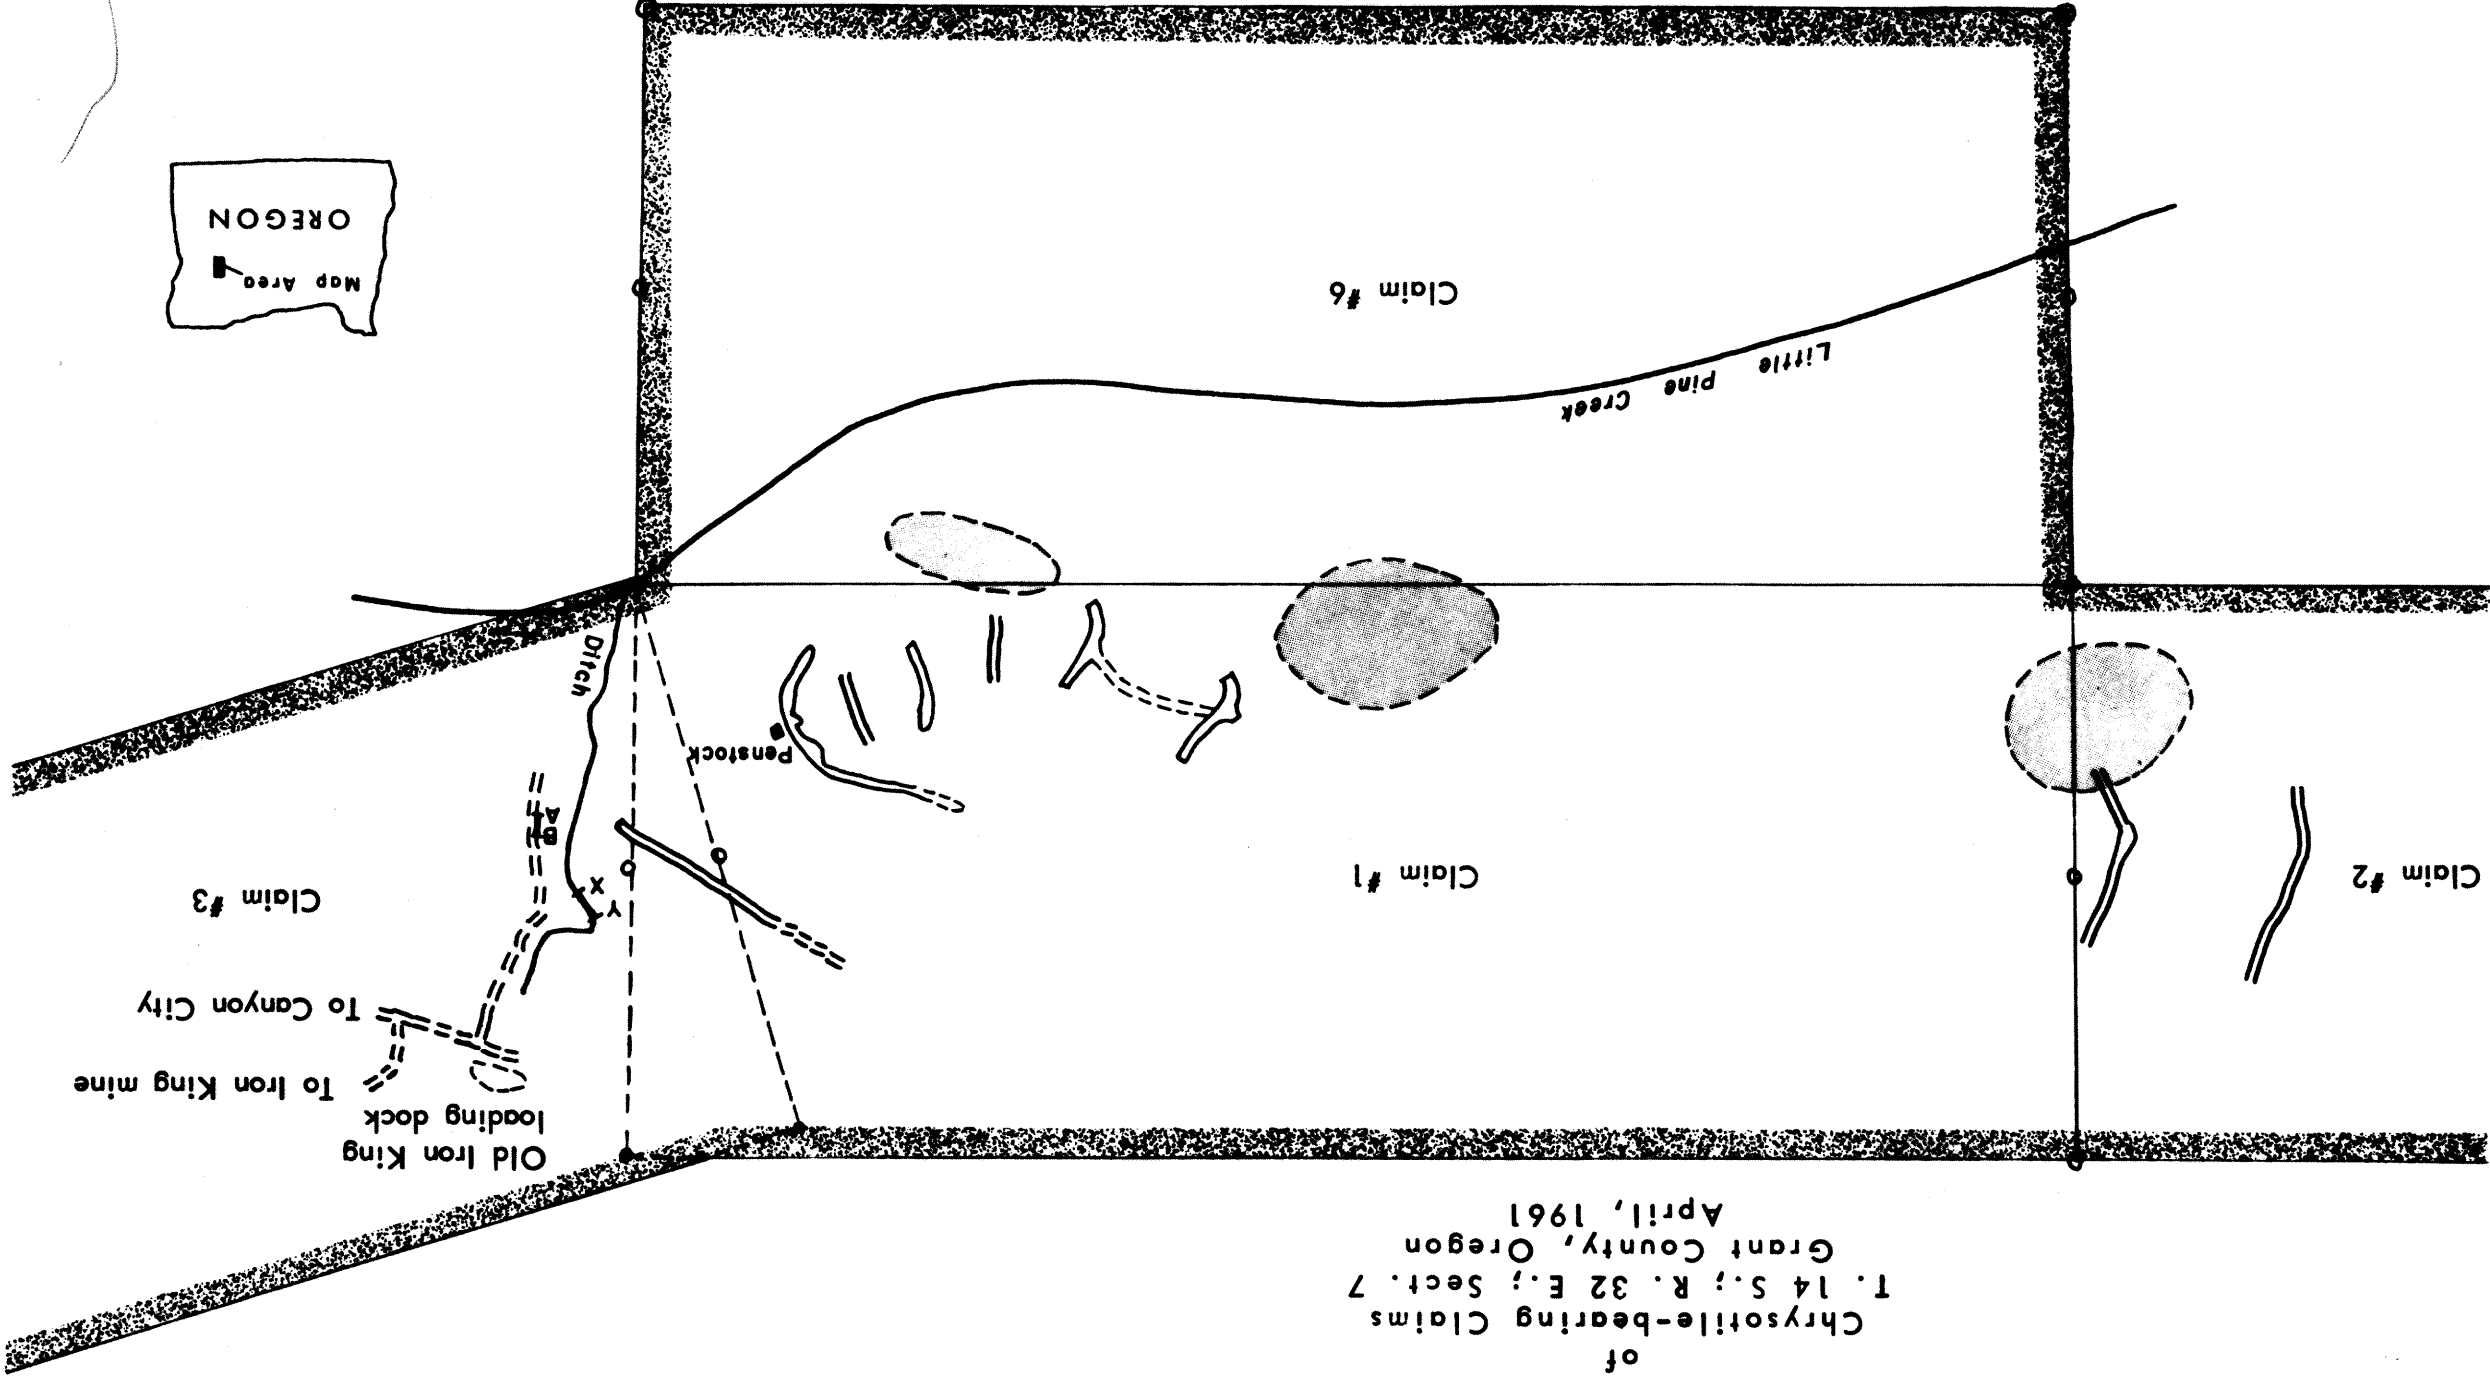 of
Chrysotile-bearing Claims
T. 14 S.; R. 32 E.; Sect. 7
Grant County, Oregon
April, 1961
Old Iron King
loading dock
To Iron King mine
To Canyon City
Claim #2
Claim #1
Claim #3
Y
X
B
A
Penstock
Ditch
Little Pine Creek
Claim #6
Map Area
OREGON